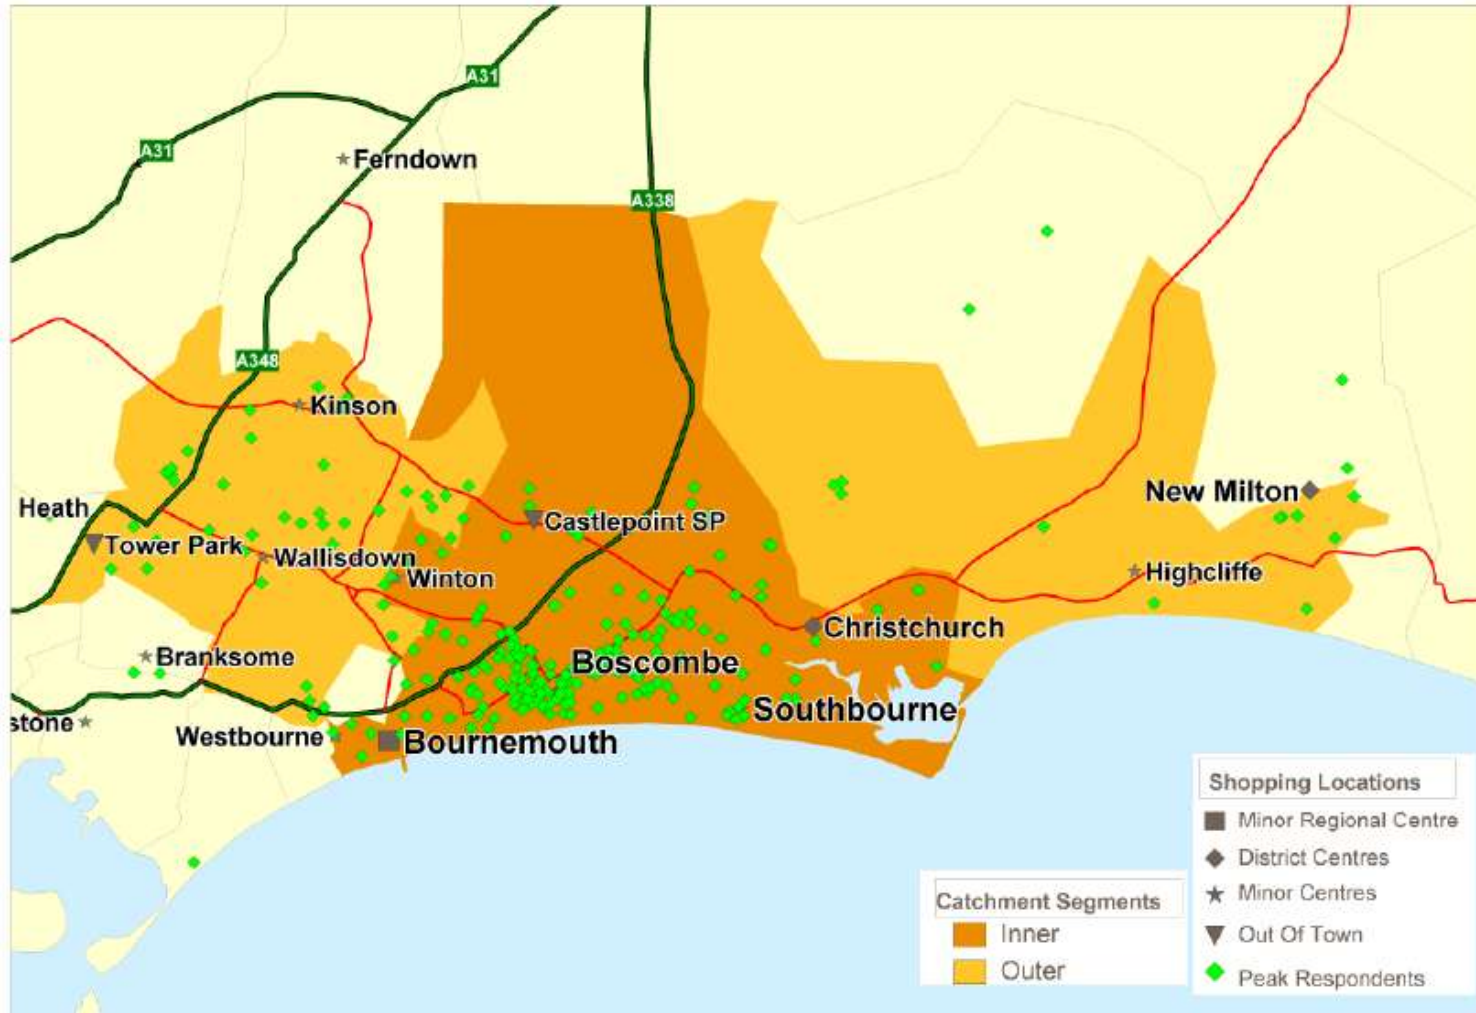 A31
A31
Ferndown
A338
A348
Kinson
New Milton
Heath
Castlepoint SP
Tower Park
Wallisdown
Winton
Highcliffe
Christchurch
Branksome
Boscombe
Southbourne
stone
Westbourne
Bournemouth
Shopping Locations
Minor Regional Centre
District Centres
Minor Centres
Out Of Town
Peak Respondents
Catchment Segments
Inner
Outer